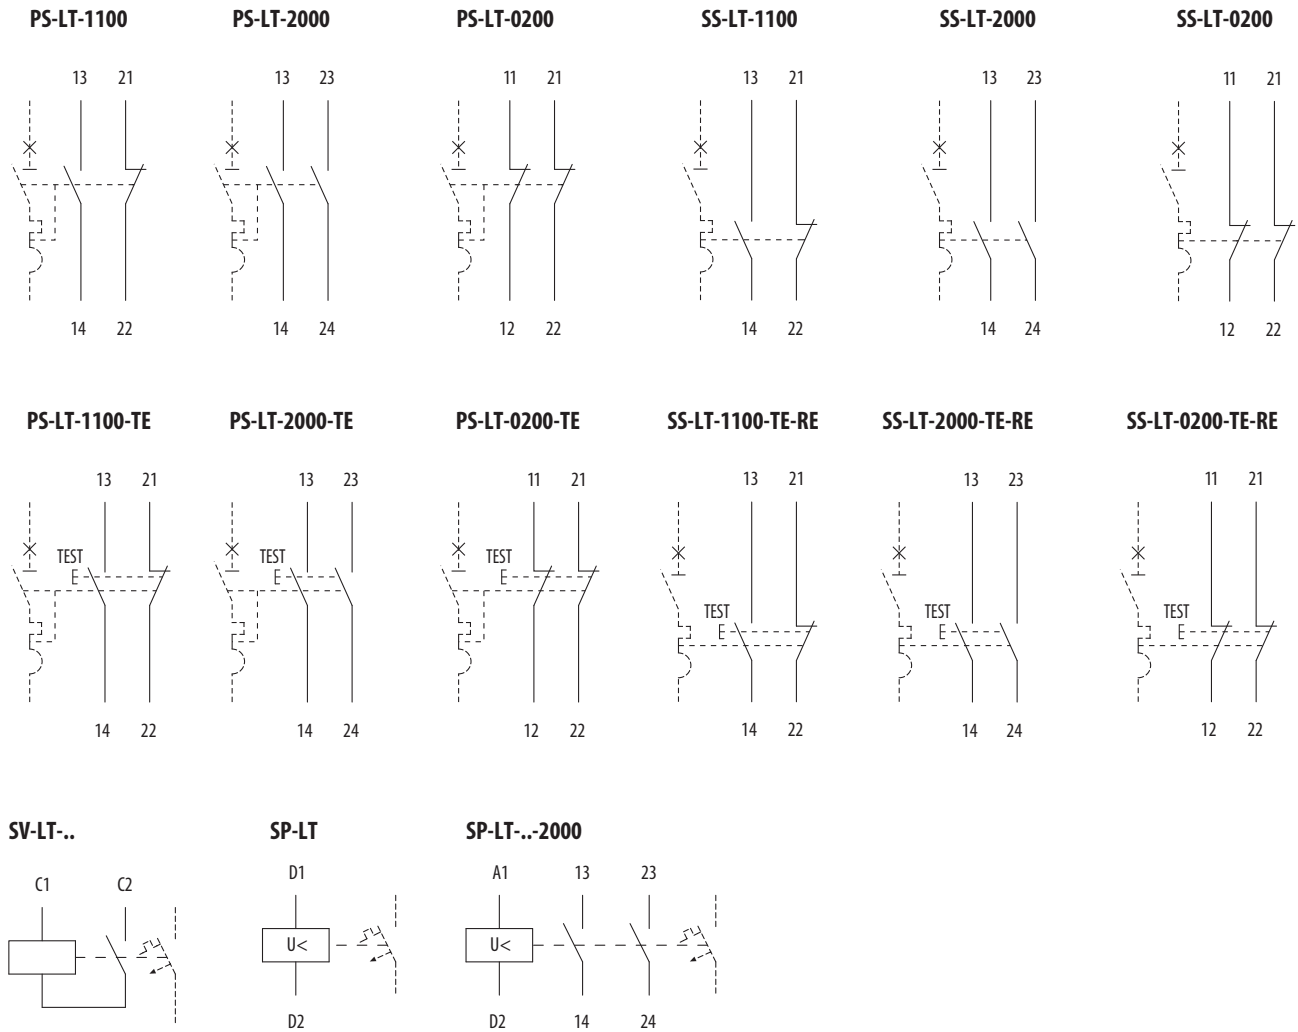 PS-LT-1100 PS-LT-2000 PS-LT-0200 SS-LT-1100 SS-LT-2000 SS-LT-0200
13 21 13 23 11 21 13 21 13 23 11 21
14 22 14 24 12 22 14 22 14 24 12 22
PS-LT-1100-TE PS-LT-2000-TE PS-LT-0200-TE SS-LT-1100-TE-RE SS-LT-2000-TE-RE SS-LT-0200-TE-RE
13 21 13 23 11 21 13 21 13 23 11 21
TEST TEST TEST TEST TEST TEST
14 22 14 24 12 22 14 22 14 24 12 22
SV-LT-.. SP-LT SP-LT-..-2000
C1 C2 D1 A1 13 23
U< U<
D2 D2 14 24